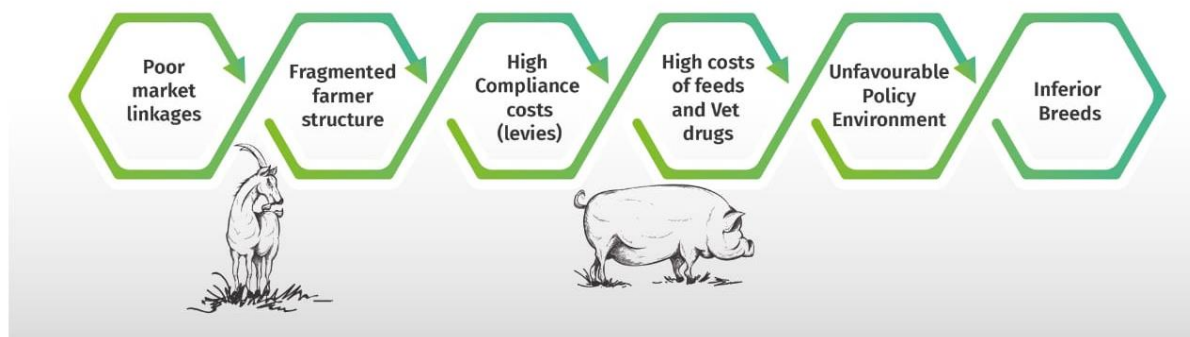 Poor
market
linkages
Fragmented
farmer
structure
High
Compliance
costs
(levies)
High costs
of feeds
and Vet
drugs
Unfavourable
Policy
Environment
Inferior
Breeds